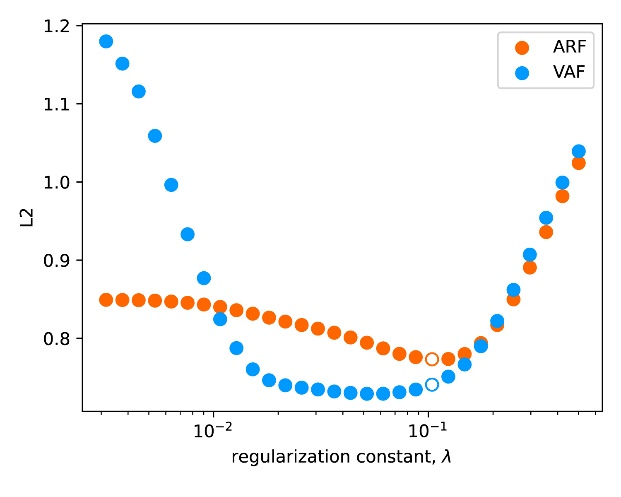 1.2
1.1
1.0
0.9
0.8
L2
ARF
VAF
10⁻²
10⁻¹
regularization constant, λ